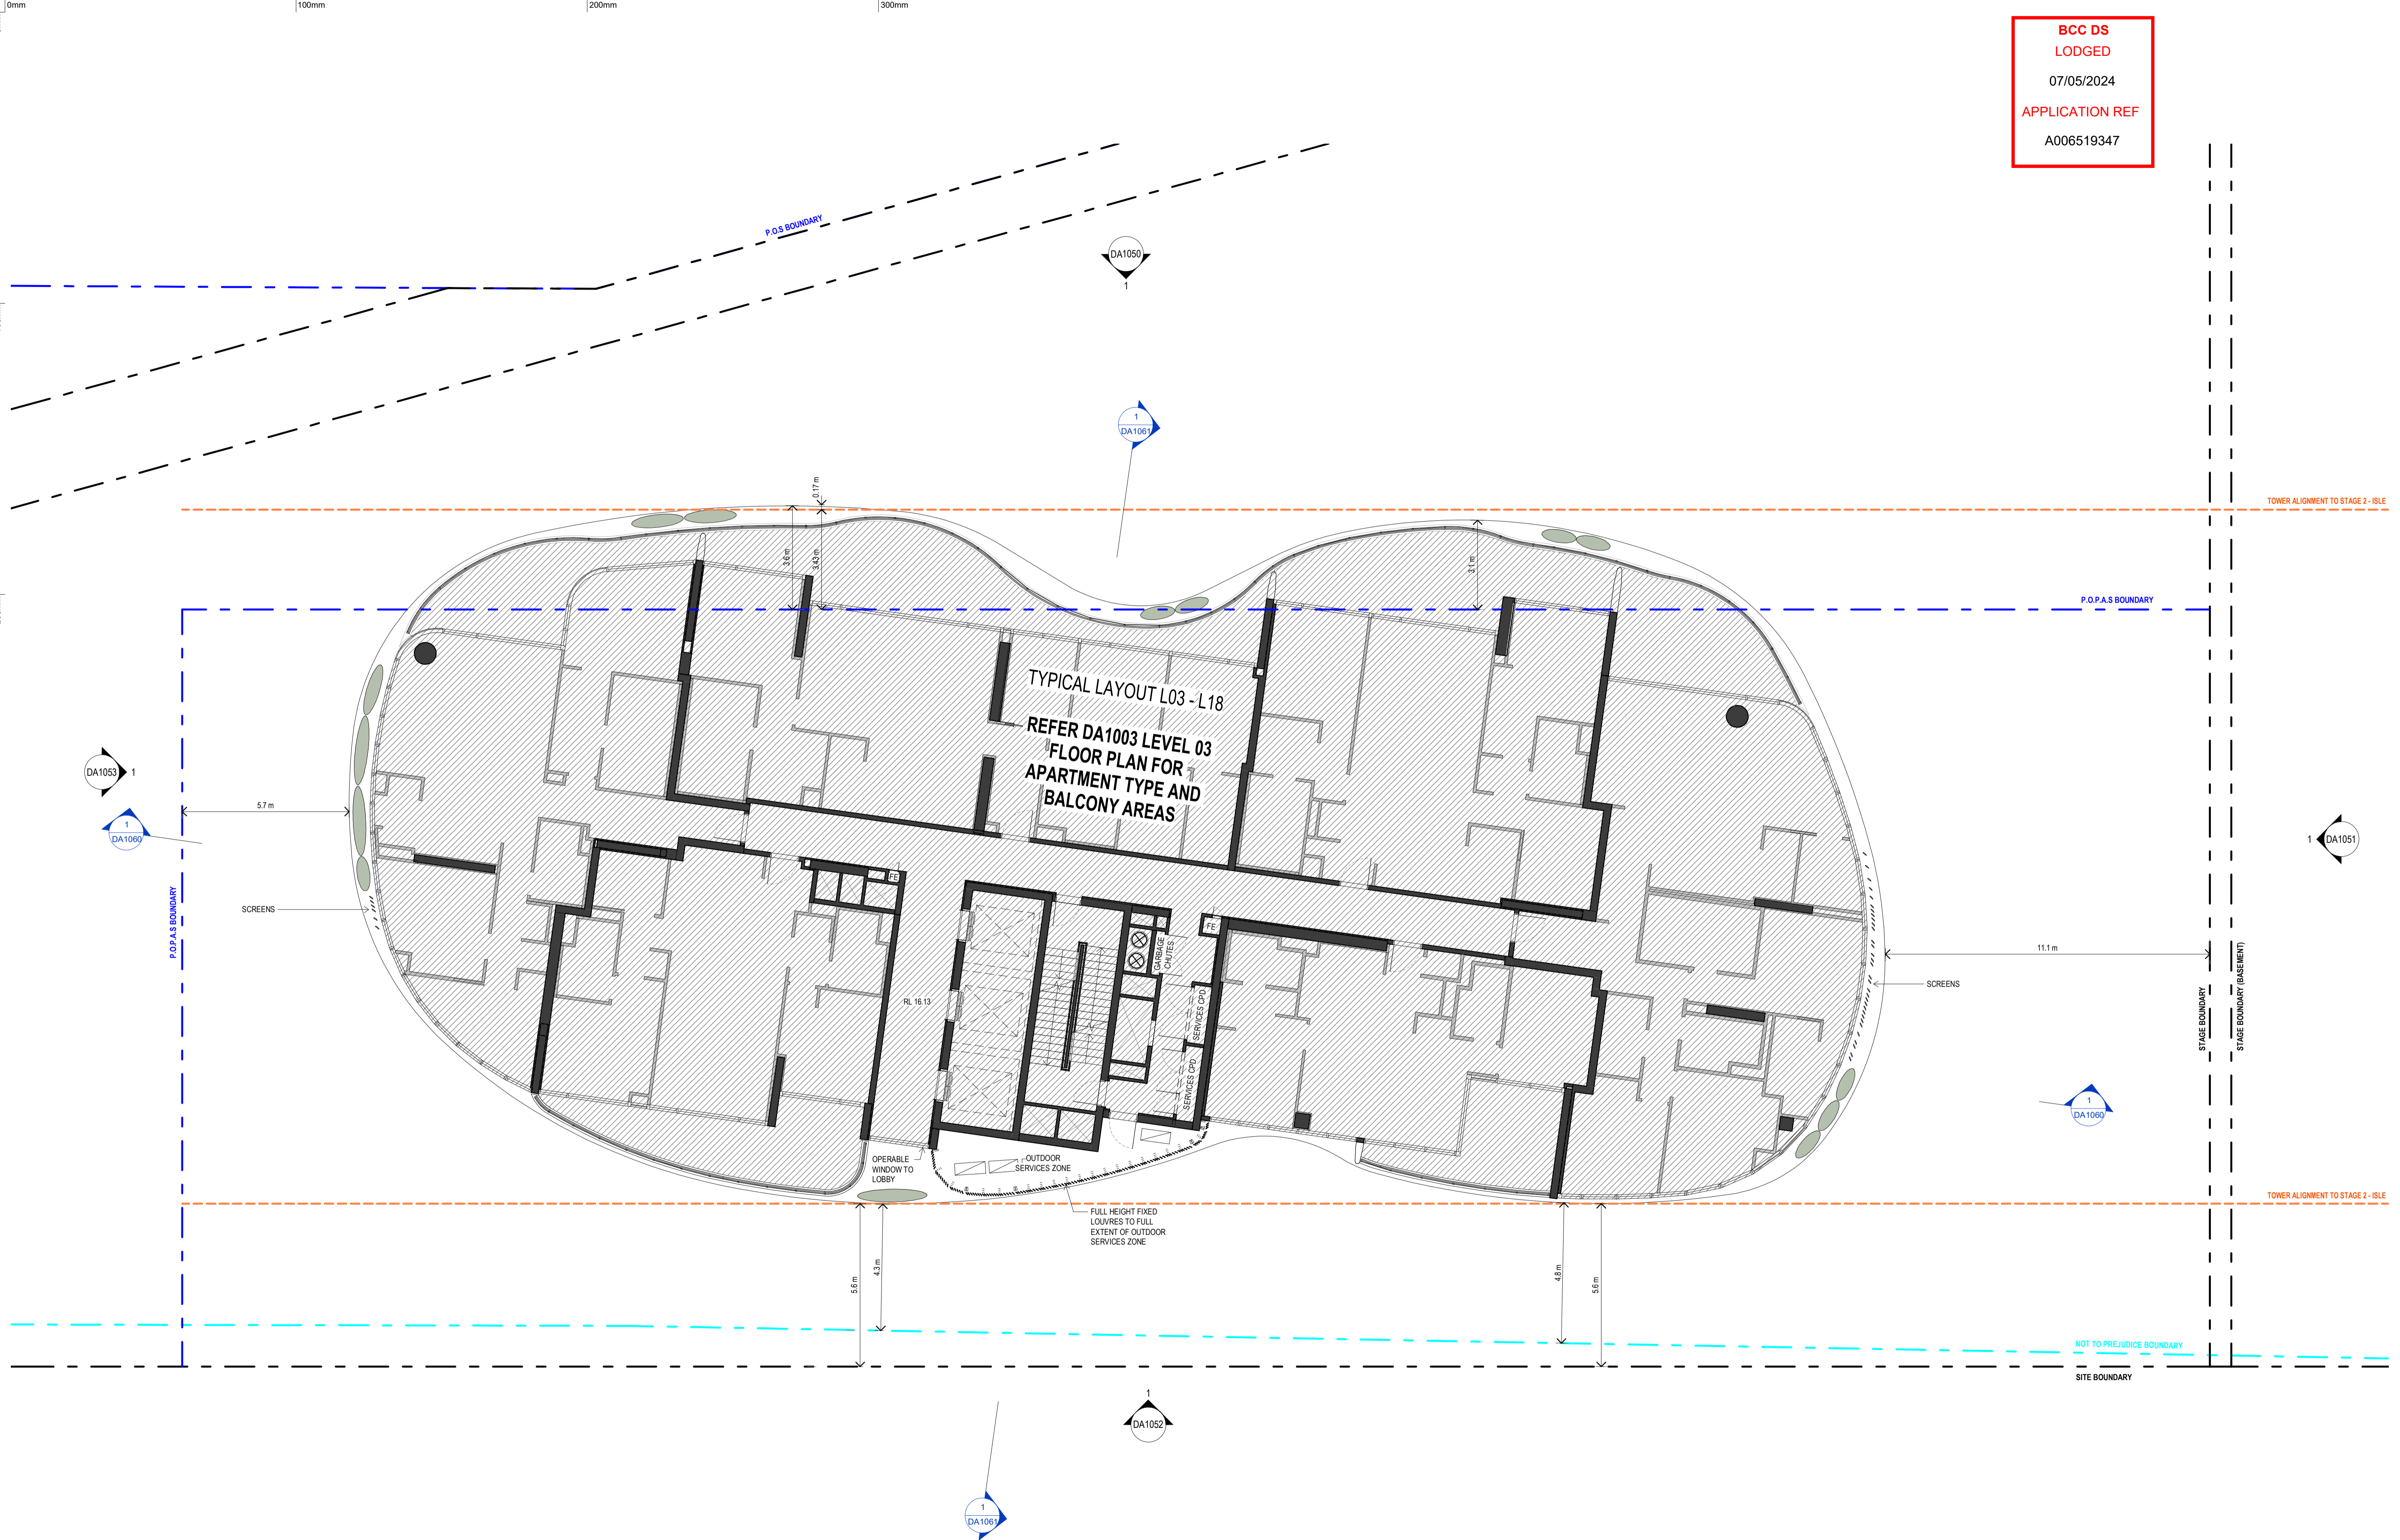 0mm
100mm
200mm
300mm
BCC DS
LODGED
07/05/2024
APPLICATION REF
A006519347
P.O.S BOUNDARY
DA1050
1
1
DA1061
0.17 m
TOWER ALIGNMENT TO STAGE 2 - ISLE
3.6 m
3.43 m
3.1 m
P.O.P.A.S BOUNDARY
TYPICAL LAYOUT L03 - L18
REFER DA1003 LEVEL 03
FLOOR PLAN FOR
APARTMENT TYPE AND
BALCONY AREAS
DA1053
1
5.7 m
1
DA1060
1
DA1051
P.O.P.A.S BOUNDARY
SCREENS
FE
FE
GARBAGE
CHUTES
RL 16.13
SERVICES CPD
SERVICES CPD
11.1 m
SCREENS
STAGE BOUNDARY
STAGE BOUNDARY (BASEMENT)
1
DA1060
OPERABLE
WINDOW TO
LOBBY
OUTDOOR
SERVICES ZONE
FULL HEIGHT FIXED
LOUVRES TO FULL
EXTENT OF OUTDOOR
SERVICES ZONE
TOWER ALIGNMENT TO STAGE 2 - ISLE
5.6 m
4.3 m
4.8 m
5.6 m
NOT TO PREJUDICE BOUNDARY
SITE BOUNDARY
1
DA1052
1
DA1061